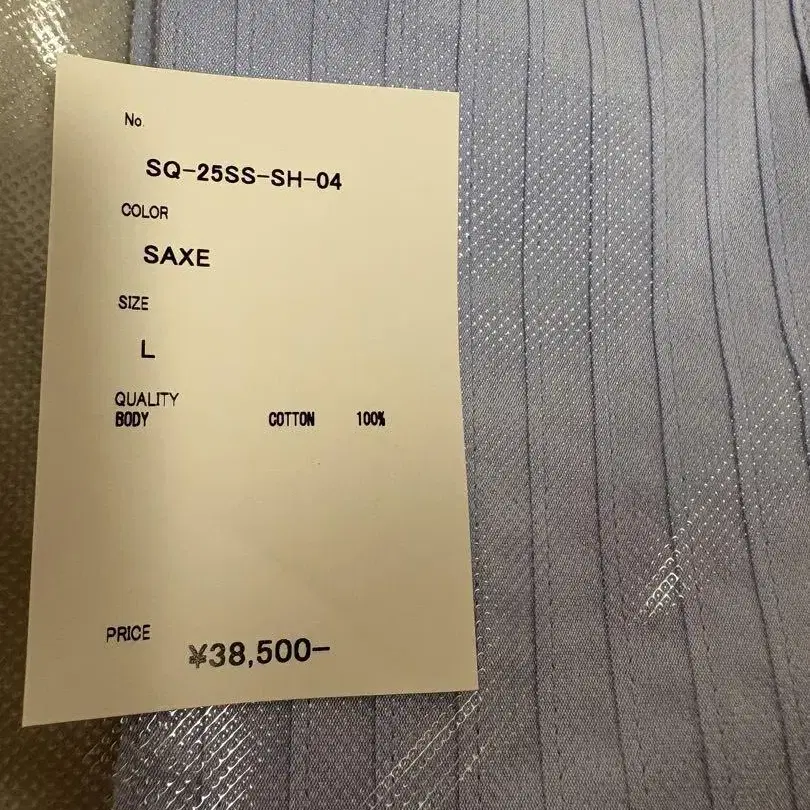 No.
SQ-25SS-SH-04
COLOR
SAXE
SIZE
L
QUALITY
BODY COTTON 100%
PRICE
¥38,500-